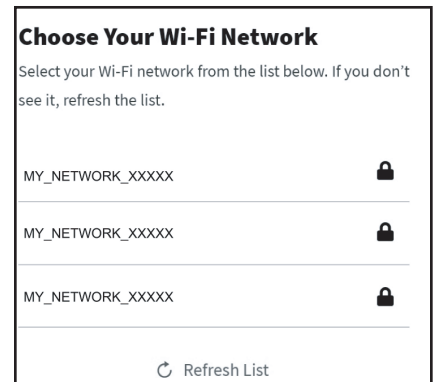 Choose Your Wi-Fi Network
Select your Wi-Fi network from the list below. If you don’t
see it, refresh the list.
MY_NETWORK_XXXXX
MY_NETWORK_XXXXX
MY_NETWORK_XXXXX
Refresh List